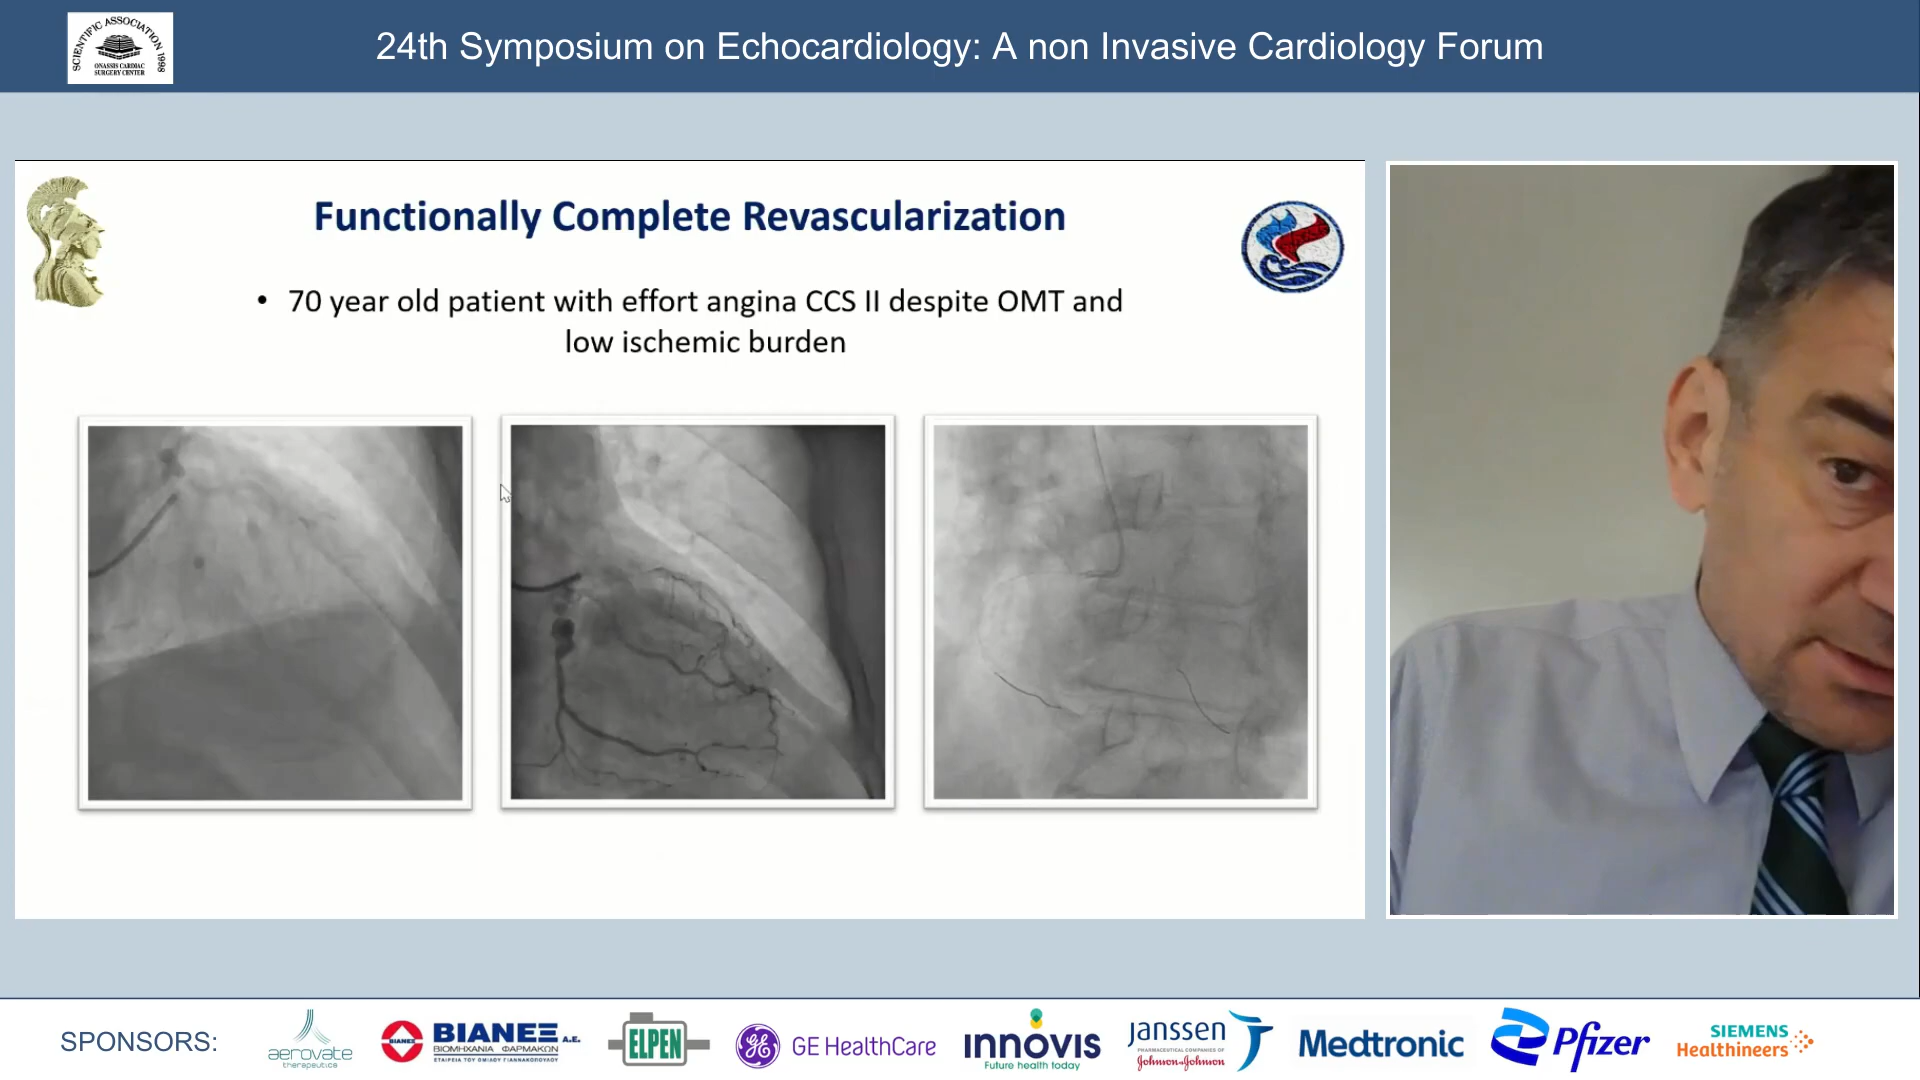 SCIENTIFIC ASSOCIATION 1998
ONASSIS CARDIAC
SURGERY CENTER
24th Symposium on Echocardiology: A non Invasive Cardiology Forum
Functionally Complete Revascularization
• 70 year old patient with effort angina CCS II despite OMT and
low ischemic burden
SPONSORS:
aerovate
therapeutics
BIANEE
ΒΙΑΝΕΞ Α.Ε.
ΒΙΟΜΗΧΑΝΙΑ ΦΑΡΜΑΚΩΝ
ΕΤΑΙΡΕΙΑ ΤΟΥ ΟΜΙΛΟΥ ΓΙΑΝΝΑΚΟΠΟΥΛΟΥ
ELPEN
GE HealthCare
innovis
Future health today
janssen
PHARMACEUTICAL COMPANIES OF
Johnson & Johnson
Medtronic
Pfizer
SIEMENS
Healthineers